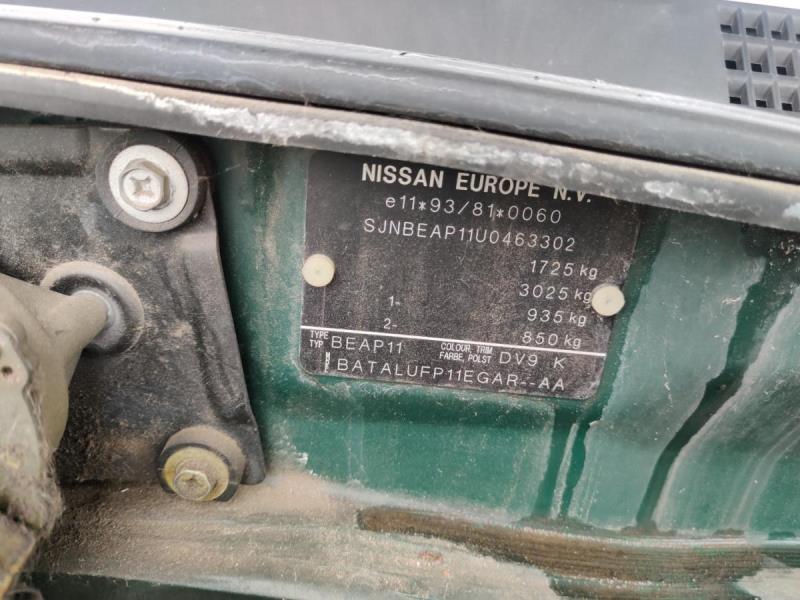 NISSAN EUROPE N.V.
e11*93/81*0060
SJNBEAP11U0463302
1725 kg
3025 kg
1- 935 kg
2- 850 kg
TYPE TYP BEAP11 COLOUR, TRIM FARBE, POLST DV9 K
BATALUFP11EGAR--AA